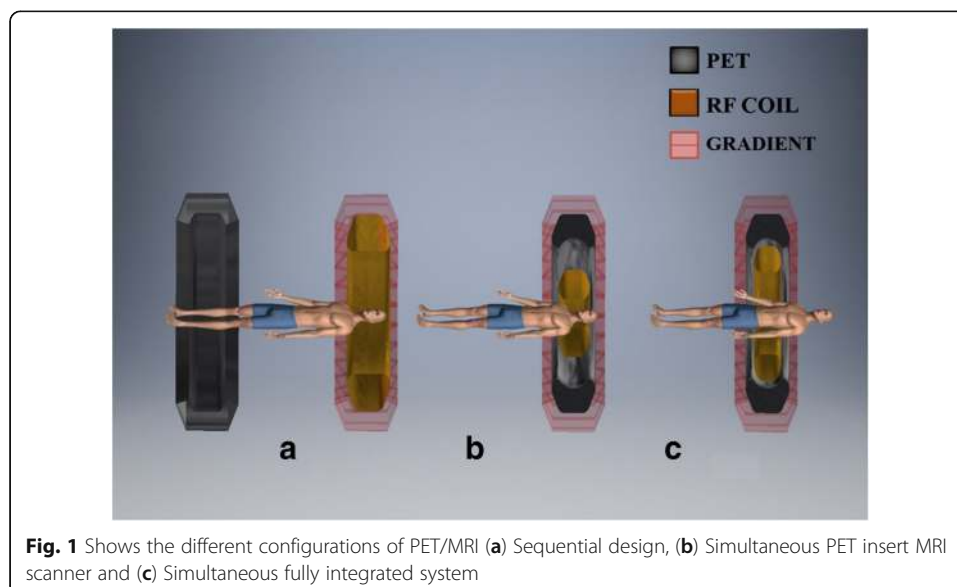 PET
RF COIL
GRADIENT
a b c
Fig. 1 Shows the different configurations of PET/MRI (a) Sequential design, (b) Simultaneous PET insert MRI
scanner and (c) Simultaneous fully integrated system